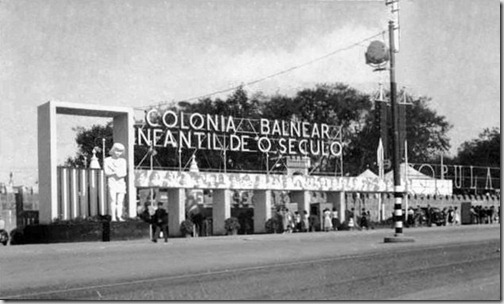 COLONIA BALNEAR
INFANTIL DE O SECULO